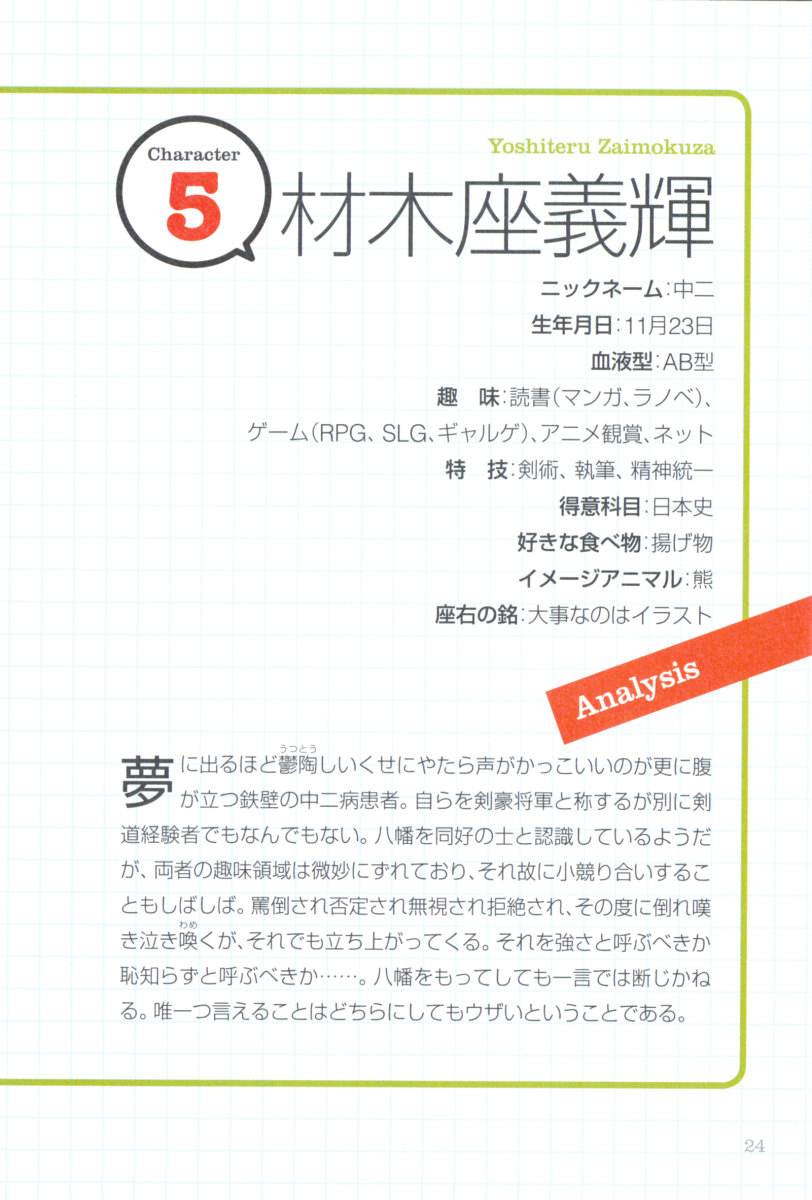 Character
5
Yoshiteru Zaimokuza
材木座義輝
ニックネーム：中二
生年月日：11月23日
血液型：AB型
趣　味：読書（マンガ、ラノベ）、
ゲーム（RPG、SLG、ギャルゲ）、アニメ観賞、ネット
特　技：剣術、執筆、精神統一
得意科目：日本史
好きな食べ物：揚げ物
イメージアニマル：熊
座右の銘：大事なのはイラスト
Analysis
うつとう
夢に出るほど鬱陶しいくせにやたら声がかっこいいのが更に腹
が立つ鉄壁の中二病患者。自らを剣豪将軍と称するが別に剣
道経験者でもなんでもない。八幡を同好の士と認識しているようだ
が、両者の趣味領域は微妙にずれており、それ故に小競り合いするこ
ともしばしば。罵倒され否定され無視され拒絶され、その度に倒れ嘆
わめ
き泣き喚くが、それでも立ち上がってくる。それを強さと呼ぶべきか
恥知らずと呼ぶべきか……。八幡をもってしても一言では断じかね
る。唯一つ言えることはどちらにしてもウザいということである。
24